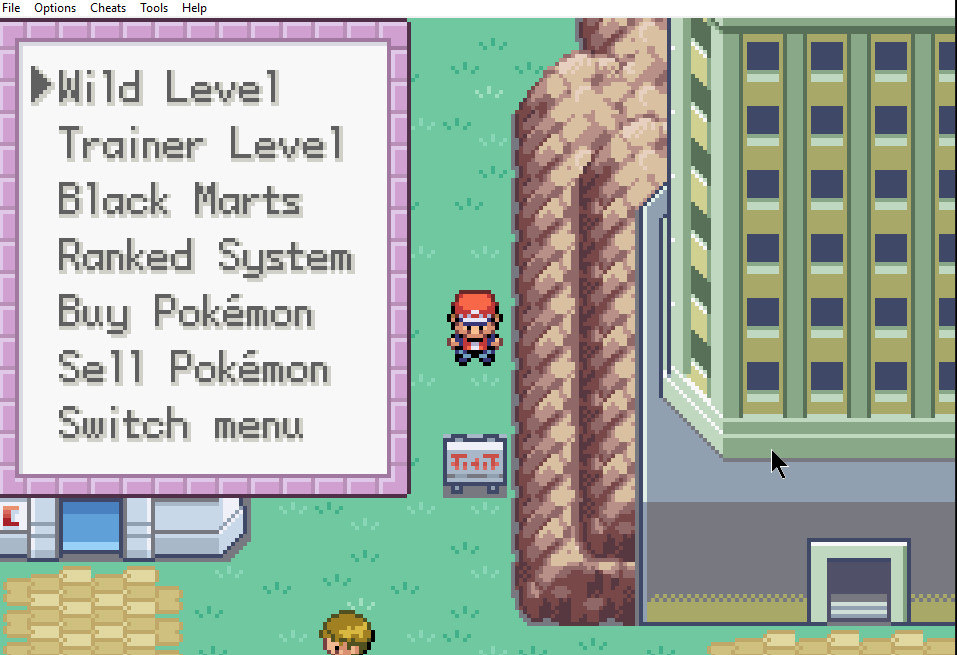 File Options Cheats Tools Help
Wild Level
Trainer Level
Black Marts
Ranked System
Buy Pokémon
Sell Pokémon
Switch menu